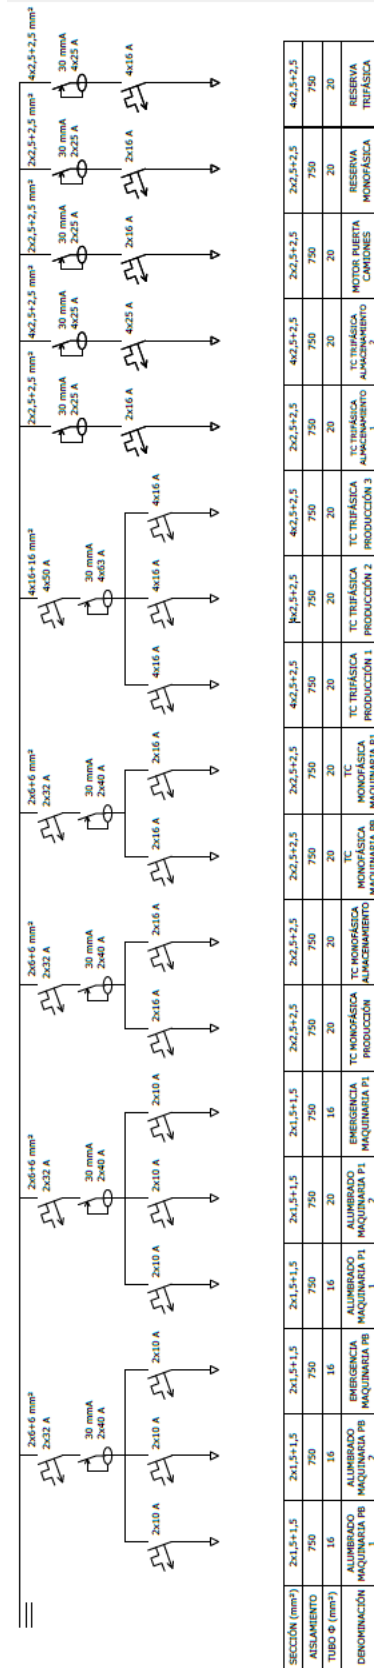 2x6+6 mm²
2x32 A
30 mmA
2x40 A
2x10 A
2x10 A
2x10 A
2x6+6 mm²
2x32 A
30 mmA
2x40 A
2x10 A
2x10 A
2x10 A
2x6+6 mm²
2x32 A
30 mmA
2x40 A
2x16 A
2x16 A
2x6+6 mm²
2x32 A
30 mmA
2x40 A
2x16 A
2x16 A
4x16+16 mm²
4x50 A
30 mmA
4x63 A
4x16 A
4x16 A
4x16 A
2x2,5+2,5 mm²
30 mmA
2x25 A
2x16 A
4x2,5+2,5 mm²
30 mmA
4x25 A
4x25 A
2x2,5+2,5 mm²
30 mmA
2x25 A
2x16 A
2x2,5+2,5 mm²
30 mmA
2x25 A
2x16 A
4x2,5+2,5 mm²
30 mmA
4x25 A
4x16 A
SECCIÓN (mm²) 2x1,5+1,5 2x1,5+1,5 2x1,5+1,5 2x1,5+1,5 2x1,5+1,5 2x1,5+1,5 2x2,5+2,5 2x2,5+2,5 2x2,5+2,5 2x2,5+2,5 4x2,5+2,5 4x2,5+2,5 4x2,5+2,5 2x2,5+2,5 4x2,5+2,5 2x2,5+2,5 2x2,5+2,5 4x2,5+2,5
AISLAMIENTO 750 750 750 750 750 750 750 750 750 750 750 750 750 750 750 750 750 750
TUBO Φ (mm²) 16 16 16 16 20 16 20 20 20 20 20 20 20 20 20 20 20 20
DENOMINACIÓN
ALUMBRADO
MAQUINARIA PB
1
ALUMBRADO
MAQUINARIA PB
2
EMERGENCIA
MAQUINARIA PB
ALUMBRADO
MAQUINARIA P1
1
ALUMBRADO
MAQUINARIA P1
2
EMERGENCIA
MAQUINARIA P1
TC MONOFÁSICA
PRODUCCIÓN
TC MONOFÁSICA
ALMACENAMIENTO
TC
MONOFÁSICA
MAQUINARIA PB
TC
MONOFÁSICA
MAQUINARIA P1
TC TRIFÁSICA
PRODUCCIÓN 1
TC TRIFÁSICA
PRODUCCIÓN 2
TC TRIFÁSICA
PRODUCCIÓN 3
TC TRIFÁSICA
ALMACENAMIENTO
1
TC TRIFÁSICA
ALMACENAMIENTO
2
MOTOR PUERTA
CAMIONES
RESERVA
MONOFÁSICA
RESERVA
TRIFÁSICA